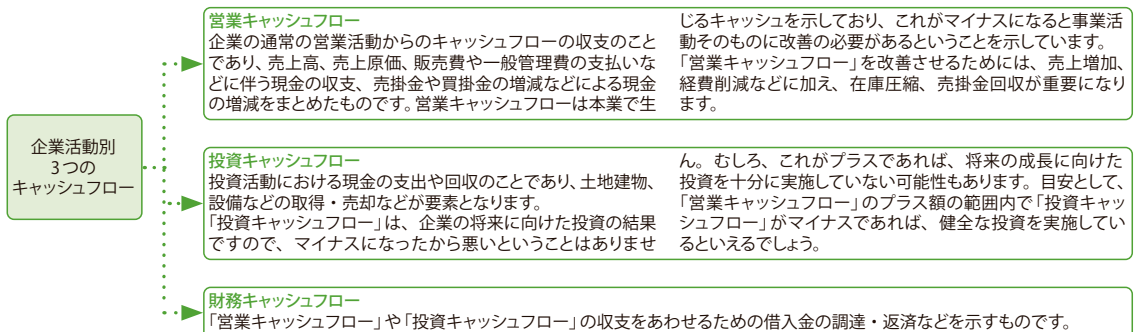 企業活動別
3つの
キャッシュフロー
営業キャッシュフロー
企業の通常の営業活動からのキャッシュフローの収支のこと
であり、売上高、売上原価、販売費や一般管理費の支払いな
どに伴う現金の収支、売掛金や買掛金の増減などによる現金
の増減をまとめたものです。営業キャッシュフローは本業で生
じるキャッシュを示しており、これがマイナスになると事業活
動そのものに改善の必要があるということを示しています。
「営業キャッシュフロー」を改善させるためには、売上増加、
経費削減などに加え、在庫圧縮、売掛金回収が重要になり
ます。
投資キャッシュフロー
投資活動における現金の支出や回収のことであり、土地建物、
設備などの取得・売却などが要素となります。
「投資キャッシュフロー」は、企業の将来に向けた投資の結果
ですので、マイナスになったから悪いということはありませ
ん。むしろ、これがプラスであれば、将来の成長に向けた
投資を十分に実施していない可能性もあります。目安として、
「営業キャッシュフロー」のプラス額の範囲内で「投資キャッ
シュフロー」がマイナスであれば、健全な投資を実施してい
るといえるでしょう。
財務キャッシュフロー
「営業キャッシュフロー」や「投資キャッシュフロー」の収支をあわせるための借入金の調達・返済などを示すものです。